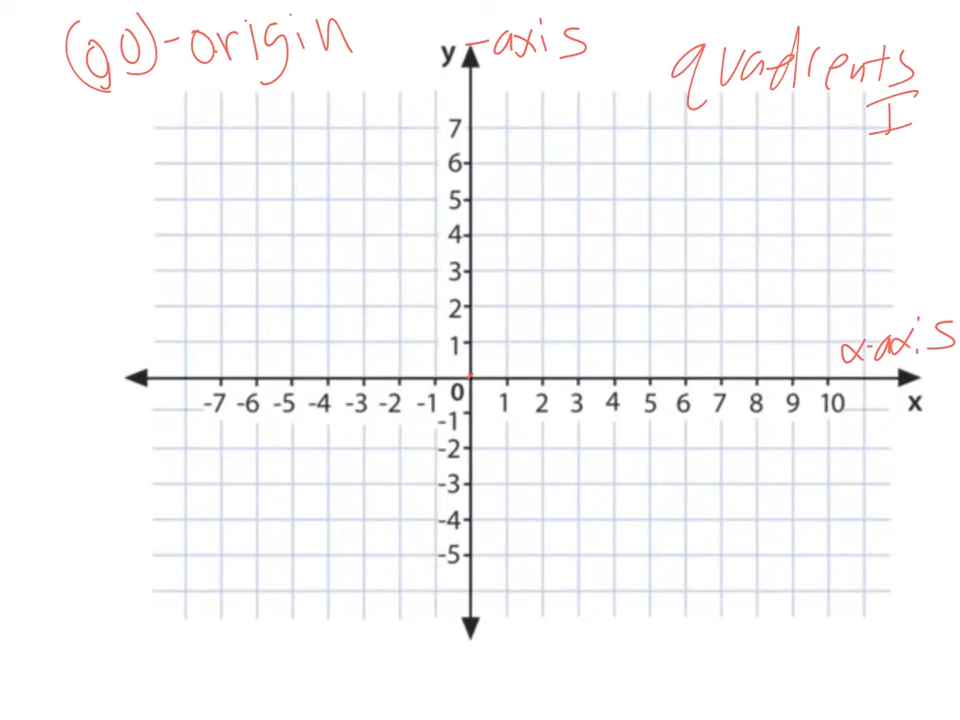 (0,0)-origin
y-axis
quadrents
I
7
6
5
4
3
2
1
x-axis
0
-7 -6 -5 -4 -3 -2 -1 1 2 3 4 5 6 7 8 9 10 x
-1
-2
-3
-4
-5